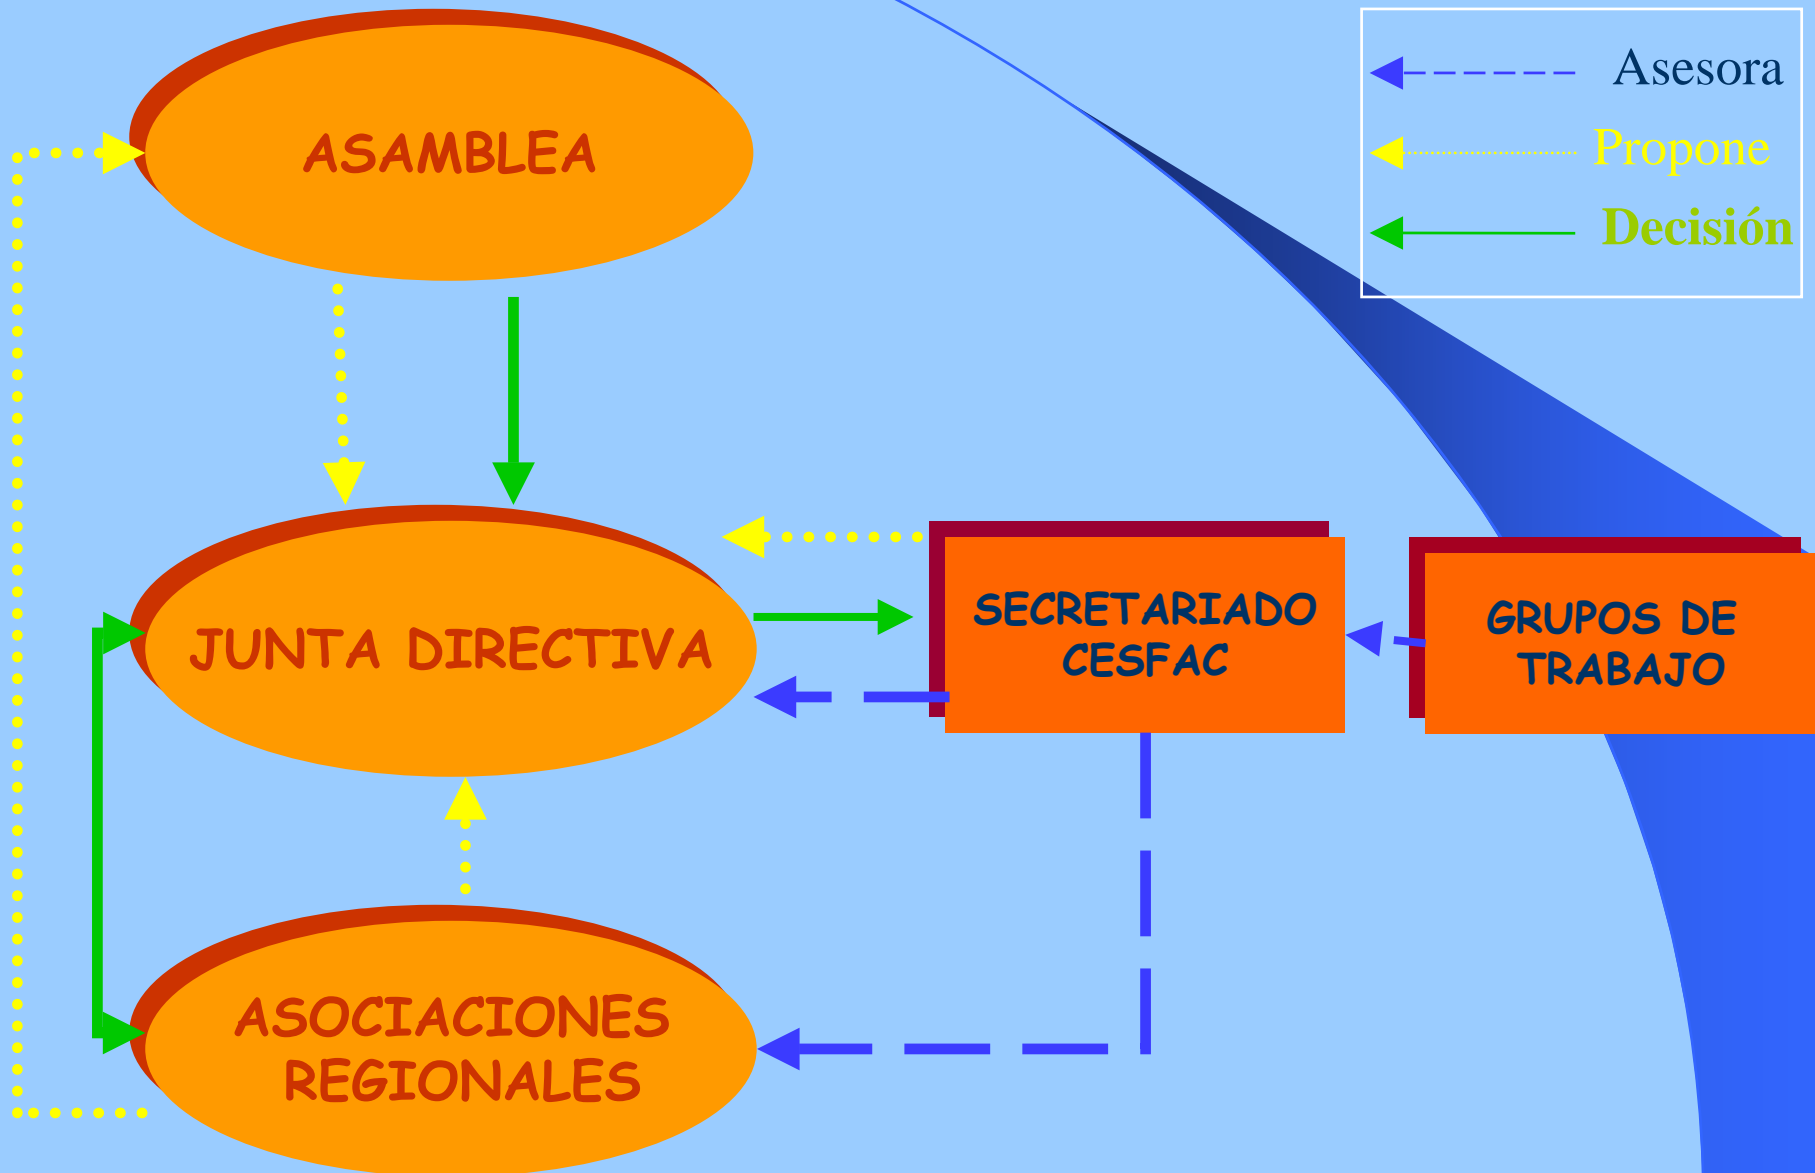 Asesora
Propone
Decisión
ASAMBLEA
JUNTA DIRECTIVA
SECRETARIADO
CESFAC
GRUPOS DE
TRABAJO
ASOCIACIONES
REGIONALES